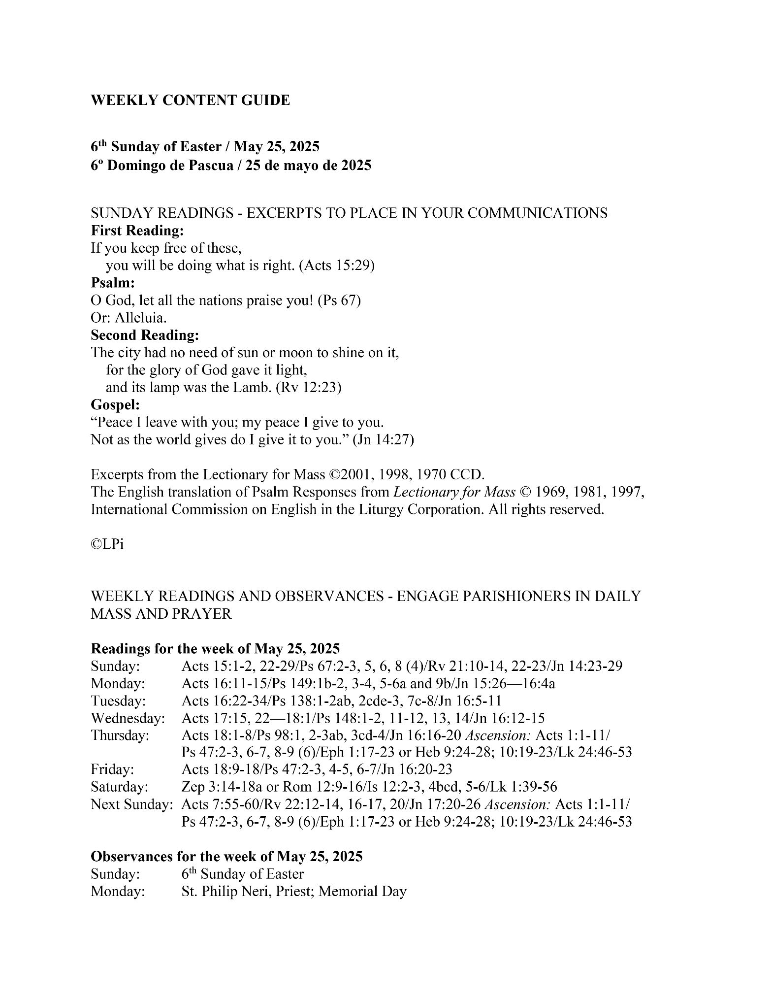 WEEKLY CONTENT GUIDE
6th Sunday of Easter / May 25, 2025
6º Domingo de Pascua / 25 de mayo de 2025
SUNDAY READINGS - EXCERPTS TO PLACE IN YOUR COMMUNICATIONS
First Reading:
If you keep free of these,
you will be doing what is right. (Acts 15:29)
Psalm:
O God, let all the nations praise you! (Ps 67)
Or: Alleluia.
Second Reading:
The city had no need of sun or moon to shine on it,
for the glory of God gave it light,
and its lamp was the Lamb. (Rv 12:23)
Gospel:
“Peace I leave with you; my peace I give to you.
Not as the world gives do I give it to you.” (Jn 14:27)
Excerpts from the Lectionary for Mass ©2001, 1998, 1970 CCD.
The English translation of Psalm Responses from Lectionary for Mass © 1969, 1981, 1997,
International Commission on English in the Liturgy Corporation. All rights reserved.
©LPi
WEEKLY READINGS AND OBSERVANCES - ENGAGE PARISHIONERS IN DAILY
MASS AND PRAYER
Readings for the week of May 25, 2025
Sunday: Acts 15:1-2, 22-29/Ps 67:2-3, 5, 6, 8 (4)/Rv 21:10-14, 22-23/Jn 14:23-29
Monday: Acts 16:11-15/Ps 149:1b-2, 3-4, 5-6a and 9b/Jn 15:26—16:4a
Tuesday: Acts 16:22-34/Ps 138:1-2ab, 2cde-3, 7c-8/Jn 16:5-11
Wednesday: Acts 17:15, 22—18:1/Ps 148:1-2, 11-12, 13, 14/Jn 16:12-15
Thursday: Acts 18:1-8/Ps 98:1, 2-3ab, 3cd-4/Jn 16:16-20 Ascension: Acts 1:1-11/
Ps 47:2-3, 6-7, 8-9 (6)/Eph 1:17-23 or Heb 9:24-28; 10:19-23/Lk 24:46-53
Friday: Acts 18:9-18/Ps 47:2-3, 4-5, 6-7/Jn 16:20-23
Saturday: Zep 3:14-18a or Rom 12:9-16/Is 12:2-3, 4bcd, 5-6/Lk 1:39-56
Next Sunday: Acts 7:55-60/Rv 22:12-14, 16-17, 20/Jn 17:20-26 Ascension: Acts 1:1-11/
Ps 47:2-3, 6-7, 8-9 (6)/Eph 1:17-23 or Heb 9:24-28; 10:19-23/Lk 24:46-53
Observances for the week of May 25, 2025
Sunday: 6th Sunday of Easter
Monday: St. Philip Neri, Priest; Memorial Day